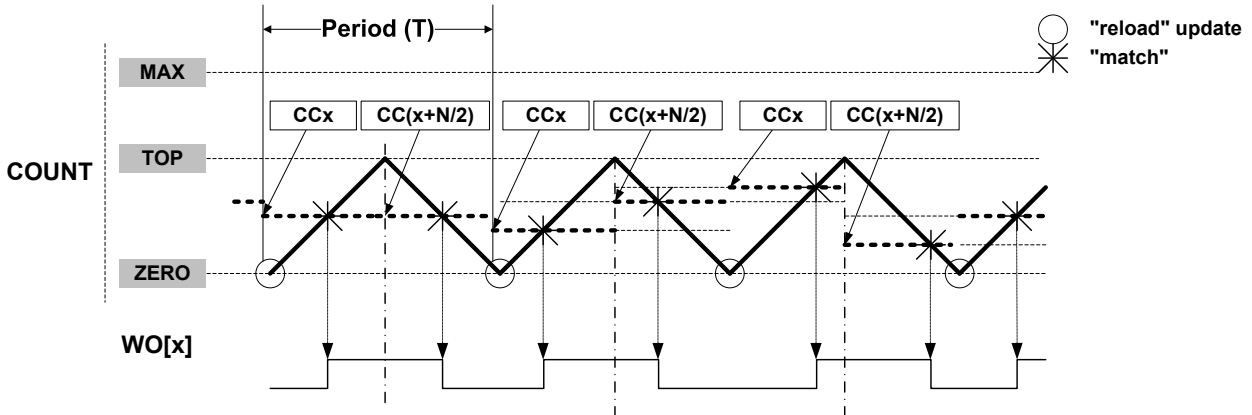 Period (T)
"reload" update
"match"
MAX
CCx
CC(x+N/2)
CCx
CC(x+N/2)
CCx
CC(x+N/2)
TOP
COUNT
ZERO
WO[x]